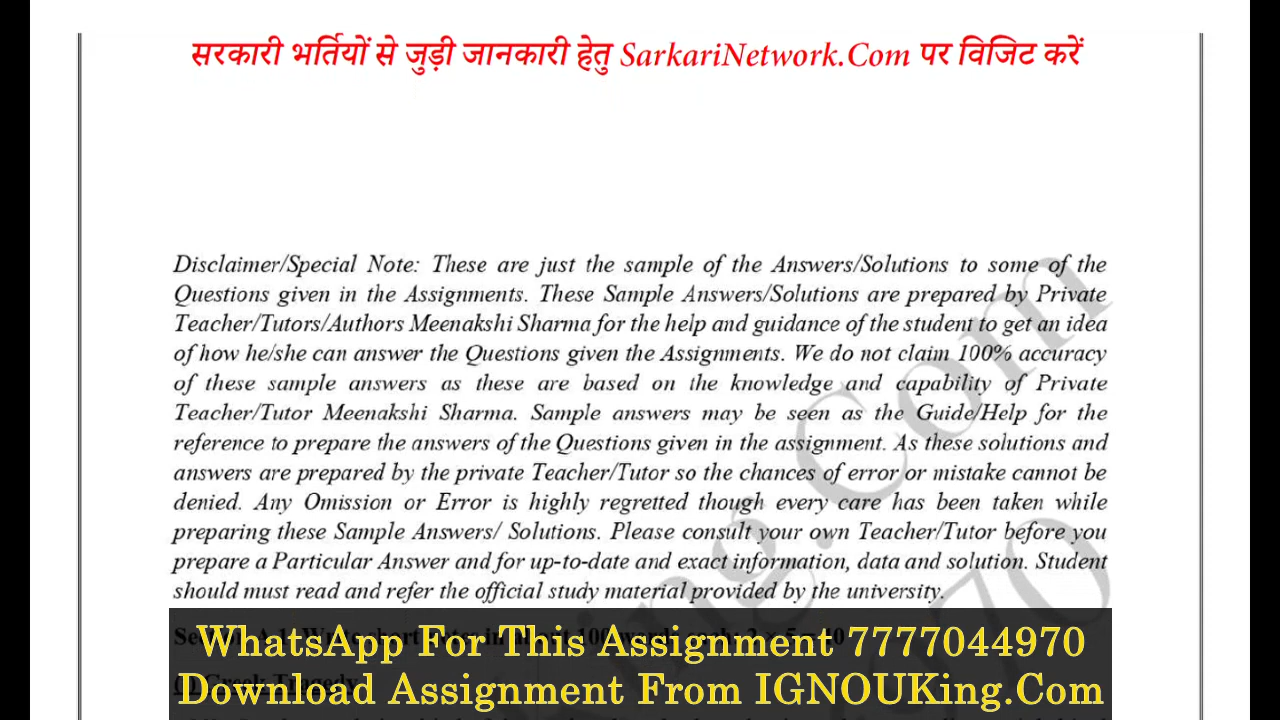 सरकारी भर्तियों से जुड़ी जानकारी हेतु SarkariNetwork.Com पर विजिट करें
Disclaimer/Special Note: These are just the sample of the Answers/Solutions to some of the
Questions given in the Assignments. These Sample Answers/Solutions are prepared by Private
Teacher/Tutors/Authors Meenakshi Sharma for the help and guidance of the student to get an idea
of how he/she can answer the Questions given the Assignments. We do not claim 100% accuracy
of these sample answers as these are based on the knowledge and capability of Private
Teacher/Tutor Meenakshi Sharma. Sample answers may be seen as the Guide/Help for the
reference to prepare the answers of the Questions given in the assignment. As these solutions and
answers are prepared by the private Teacher/Tutor so the chances of error or mistake cannot be
denied. Any Omission or Error is highly regretted though every care has been taken while
preparing these Sample Answers/ Solutions. Please consult your own Teacher/Tutor before you
prepare a Particular Answer and for up-to-date and exact information, data and solution. Student
should must read and refer the official study material provided by the university.
WhatsApp For This Assignment 7777044970
Download Assignment From IGNOUKing.Com